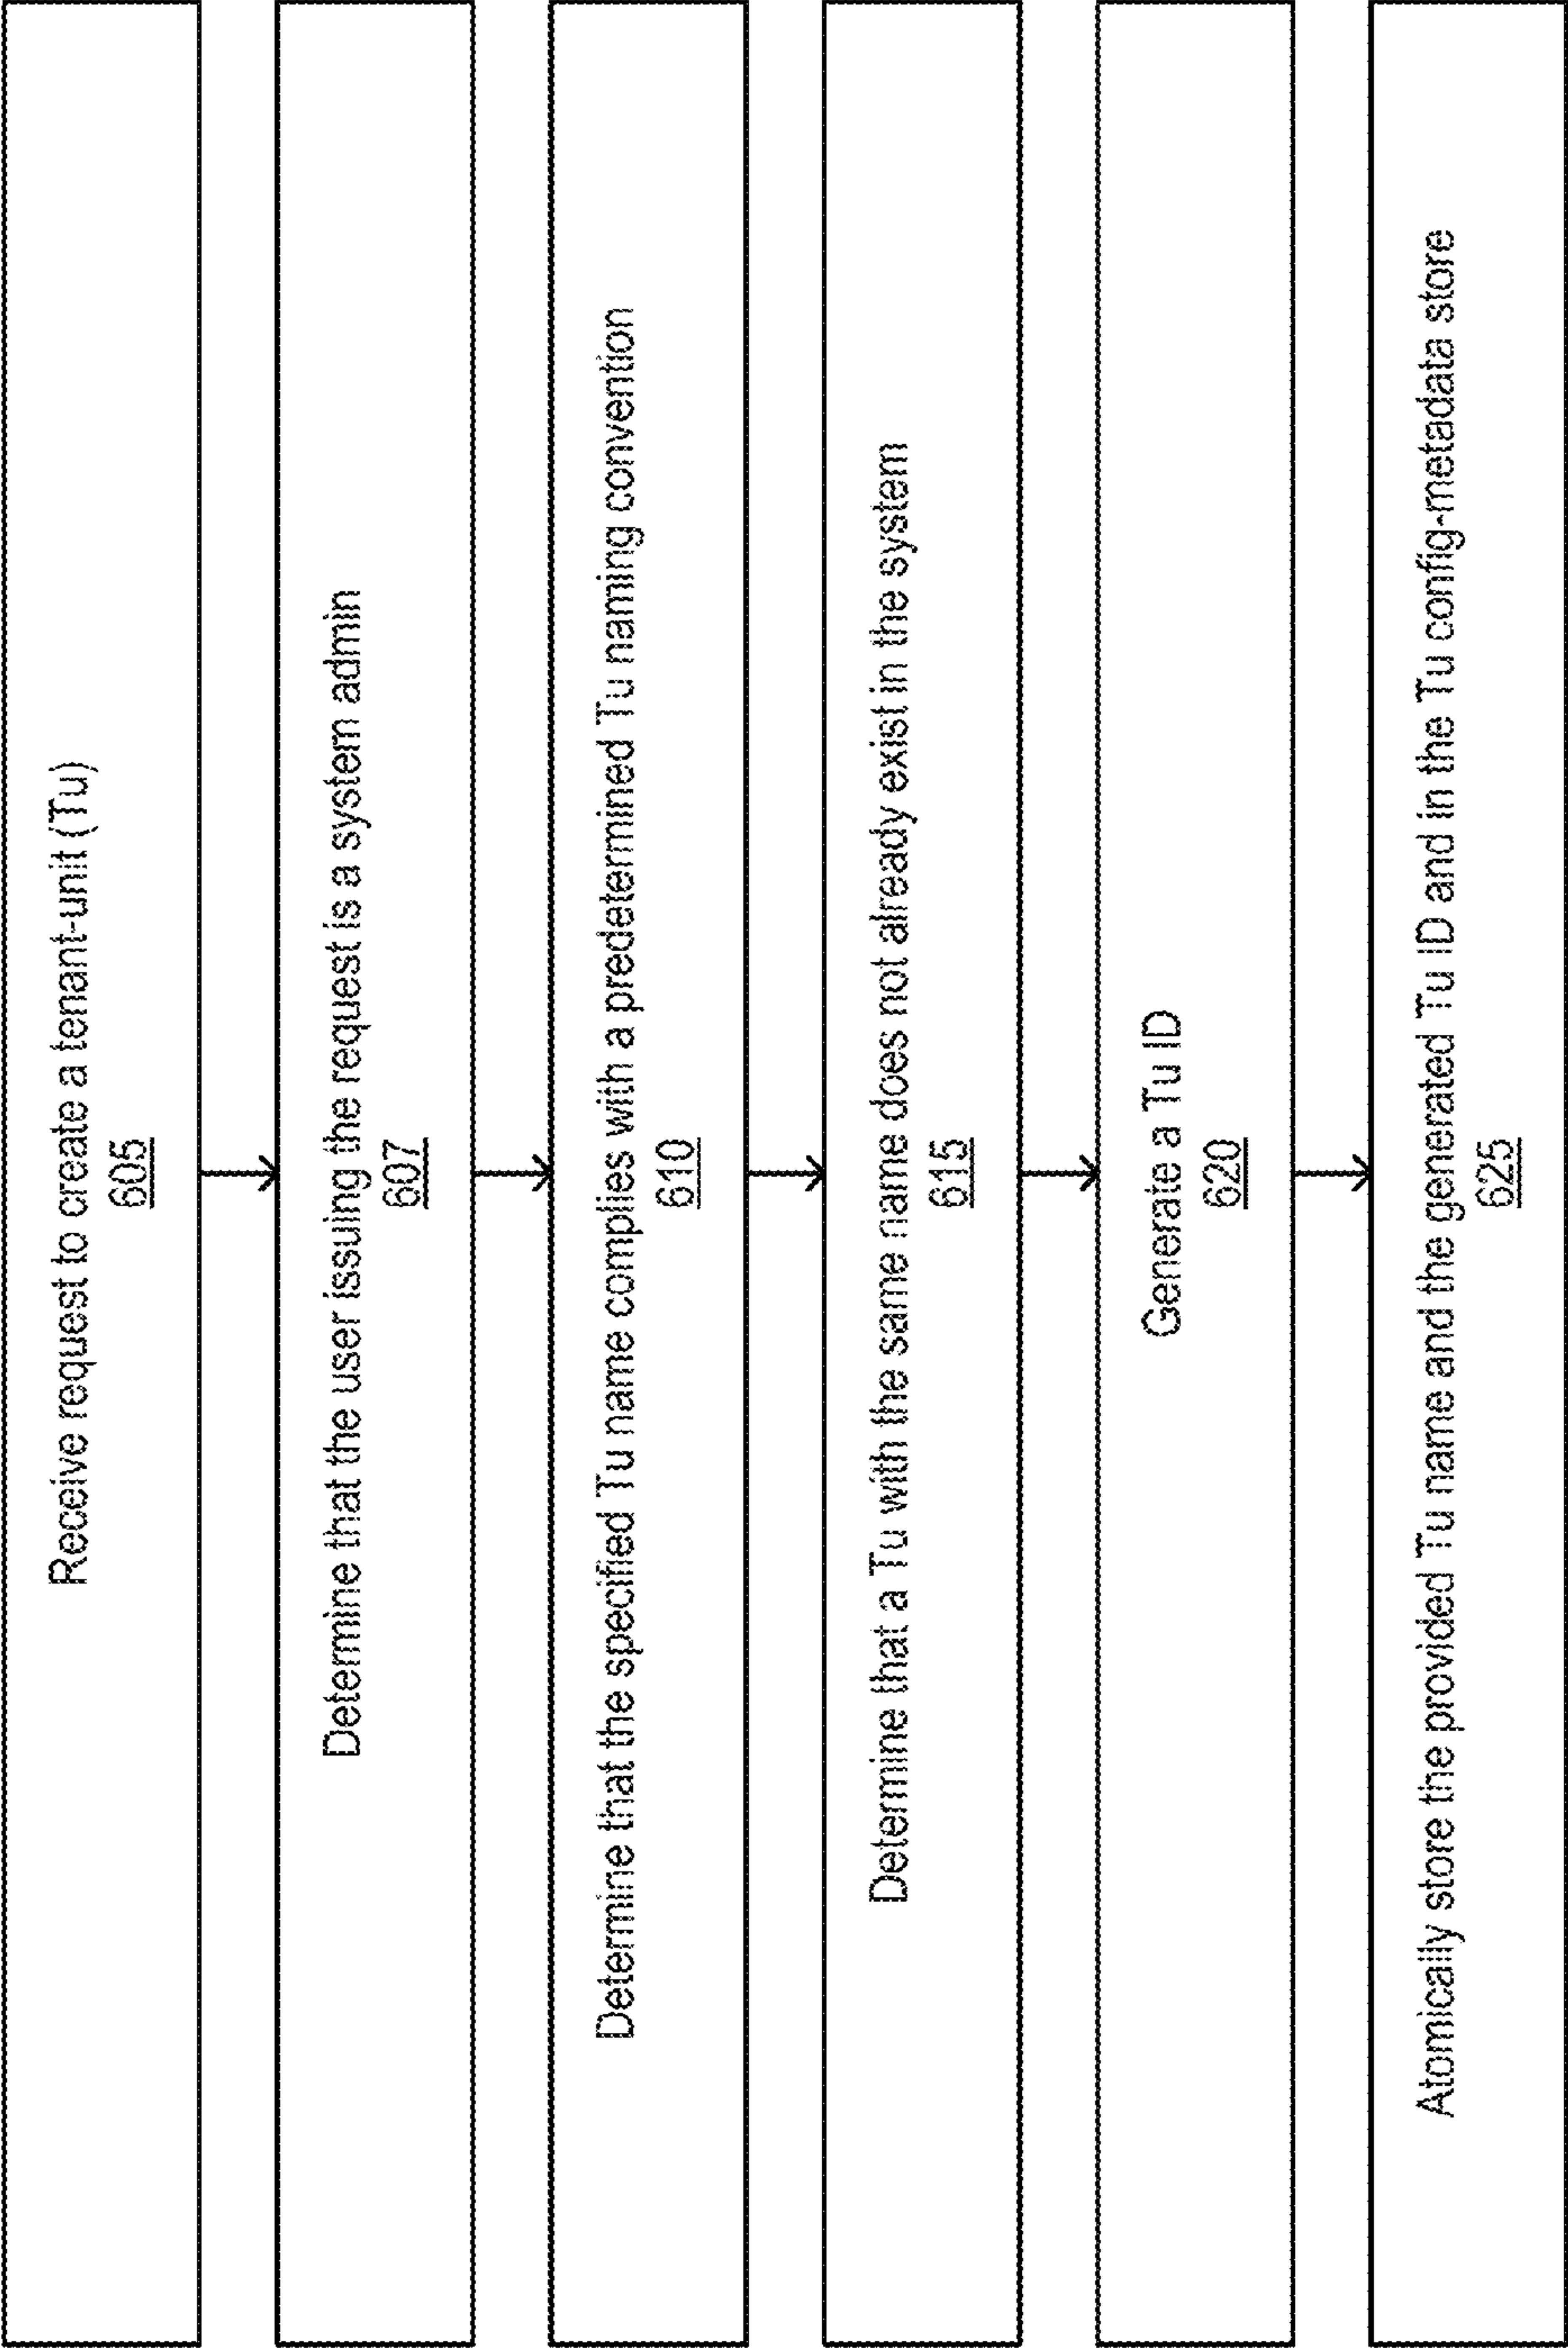 Receive request to create a tenant-unit (Tu)
605
Determine that the user issuing the request is a system admin
607
Determine that the specified Tu name complies with a predetermined Tu naming convention
610
Determine that a Tu with the same name does not already exist in the system
615
Generate a Tu ID
620
Atomically store the provided Tu name and the generated Tu ID and in the Tu config-metadata store
625